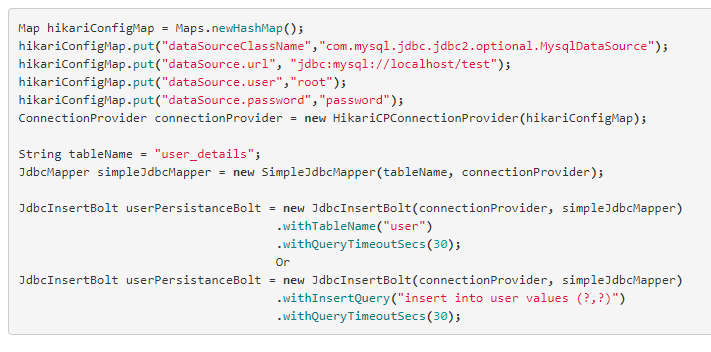 Map hikariConfigMap = Maps.newHashMap();
hikariConfigMap.put("dataSourceClassName","com.mysql.jdbc.jdbc2.optional.MysqlDataSource");
hikariConfigMap.put("dataSource.url", "jdbc:mysql://localhost/test");
hikariConfigMap.put("dataSource.user","root");
hikariConfigMap.put("dataSource.password","password");
ConnectionProvider connectionProvider = new HikariCPConnectionProvider(hikariConfigMap);

String tableName = "user_details";
JdbcMapper simpleJdbcMapper = new SimpleJdbcMapper(tableName, connectionProvider);

JdbcInsertBolt userPersistanceBolt = new JdbcInsertBolt(connectionProvider, simpleJdbcMapper)
                                    .withTableName("user")
                                    .withQueryTimeoutSecs(30);
                                    Or
JdbcInsertBolt userPersistanceBolt = new JdbcInsertBolt(connectionProvider, simpleJdbcMapper)
                                    .withInsertQuery("insert into user values (?,?)")
                                    .withQueryTimeoutSecs(30);